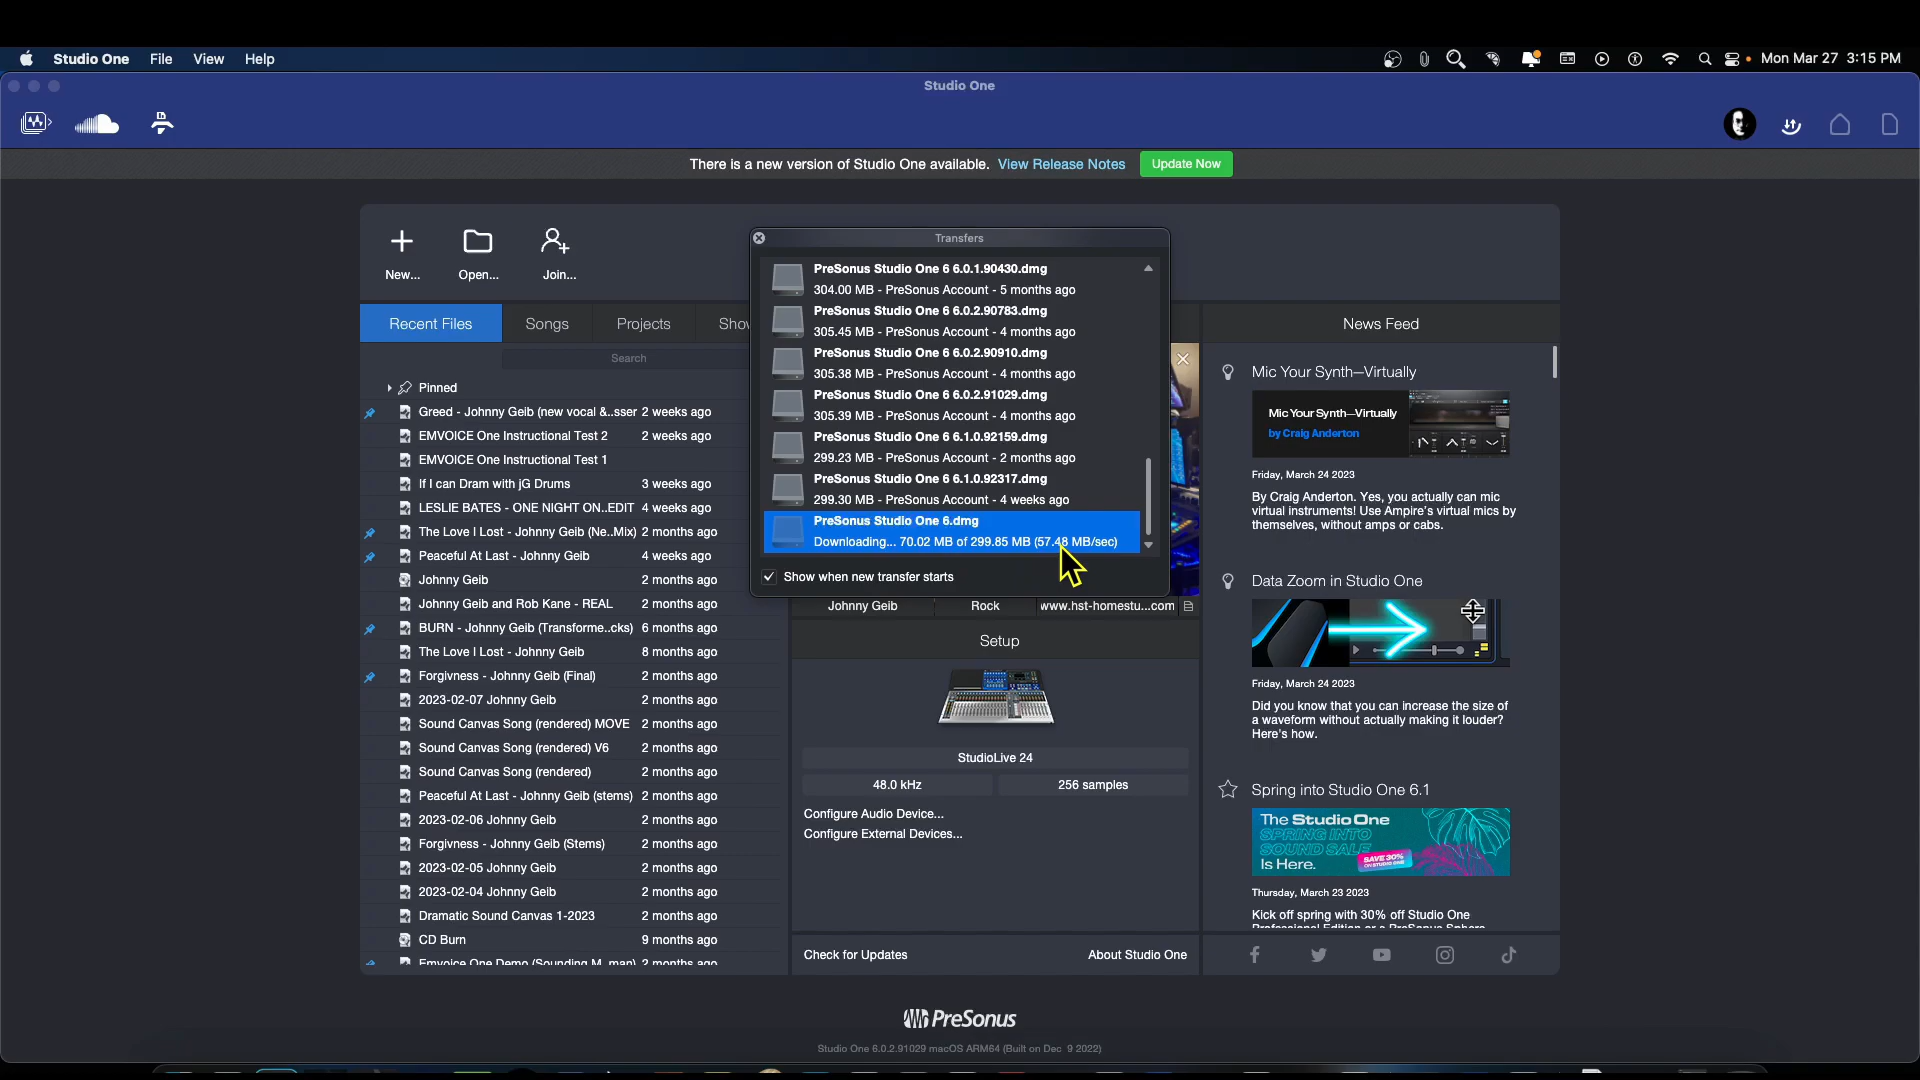 Studio One File View Help
Mon Mar 27 3:15 PM
Studio One
There is a new version of Studio One available. View Release Notes Update Now
New...
Open...
Join...
Transfers
PreSonus Studio One 6 6.0.1.90430.dmg
304.00 MB - PreSonus Account - 5 months ago
PreSonus Studio One 6 6.0.2.90783.dmg
305.45 MB - PreSonus Account - 4 months ago
PreSonus Studio One 6 6.0.2.90910.dmg
305.38 MB - PreSonus Account - 4 months ago
PreSonus Studio One 6 6.0.2.91029.dmg
305.39 MB - PreSonus Account - 4 months ago
PreSonus Studio One 6 6.1.0.92159.dmg
299.23 MB - PreSonus Account - 2 months ago
PreSonus Studio One 6 6.1.0.92317.dmg
299.30 MB - PreSonus Account - 4 weeks ago
PreSonus Studio One 6.dmg
Downloading... 70.02 MB of 299.85 MB (57.48 MB/sec)
Show when new transfer starts
Recent Files
Songs
Projects
Search
Pinned
Greed - Johnny Geib (new vocal &..sser 2 weeks ago
EMVOICE One Instructional Test 2 2 weeks ago
EMVOICE One Instructional Test 1
If I can Dram with jG Drums 3 weeks ago
LESLIE BATES - ONE NIGHT ON..EDIT 4 weeks ago
The Love I Lost - Johnny Geib (Ne..Mix) 2 months ago
Peaceful At Last - Johnny Geib 4 weeks ago
Johnny Geib 2 months ago
Johnny Geib and Rob Kane - REAL 2 months ago
BURN - Johnny Geib (Transforme..cks) 6 months ago
The Love I Lost - Johnny Geib 8 months ago
Forgivness - Johnny Geib (Final) 2 months ago
2023-02-07 Johnny Geib 2 months ago
Sound Canvas Song (rendered) MOVE 2 months ago
Sound Canvas Song (rendered) V6 2 months ago
Sound Canvas Song (rendered) 2 months ago
Peaceful At Last - Johnny Geib (stems) 2 months ago
2023-02-06 Johnny Geib 2 months ago
Forgivness - Johnny Geib (Stems) 2 months ago
2023-02-05 Johnny Geib 2 months ago
2023-02-04 Johnny Geib 2 months ago
Dramatic Sound Canvas 1-2023 2 months ago
CD Burn 9 months ago
Emvoice One Demo (Sounding M..man) 2 months ago
Johnny Geib Rock www.hst-homestu...com
Setup
StudioLive 24
48.0 kHz 256 samples
Configure Audio Device...
Configure External Devices...
Check for Updates About Studio One
News Feed
Mic Your Synth—Virtually
Mic Your Synth—Virtually
by Craig Anderton
Friday, March 24 2023
By Craig Anderton. Yes, you actually can mic
virtual instruments! Use Ampire's virtual mics by
themselves, without amps or cabs.
Data Zoom in Studio One
Friday, March 24 2023
Did you know that you can increase the size of
a waveform without actually making it louder?
Here's how.
Spring into Studio One 6.1
The Studio One
SPRING INTO
SOUND SALE
Is Here.
SAVE 30%
ON STUDIO ONE
Thursday, March 23 2023
Kick off spring with 30% off Studio One
Professional Edition or a PreSonus Sphere
PreSonus
Studio One 6.0.2.91029 macOS ARM64 (Built on Dec 9 2022)